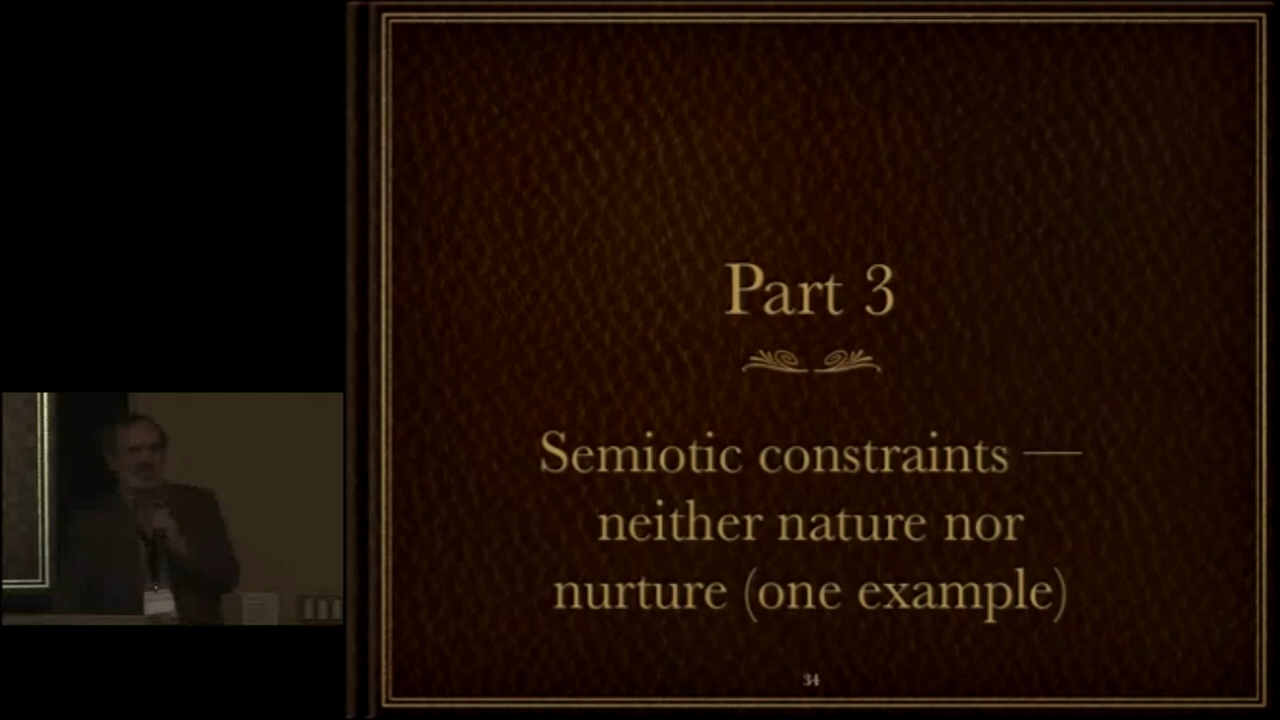 Part 3
Semiotic constraints —
neither nature nor
nurture (one example)
34